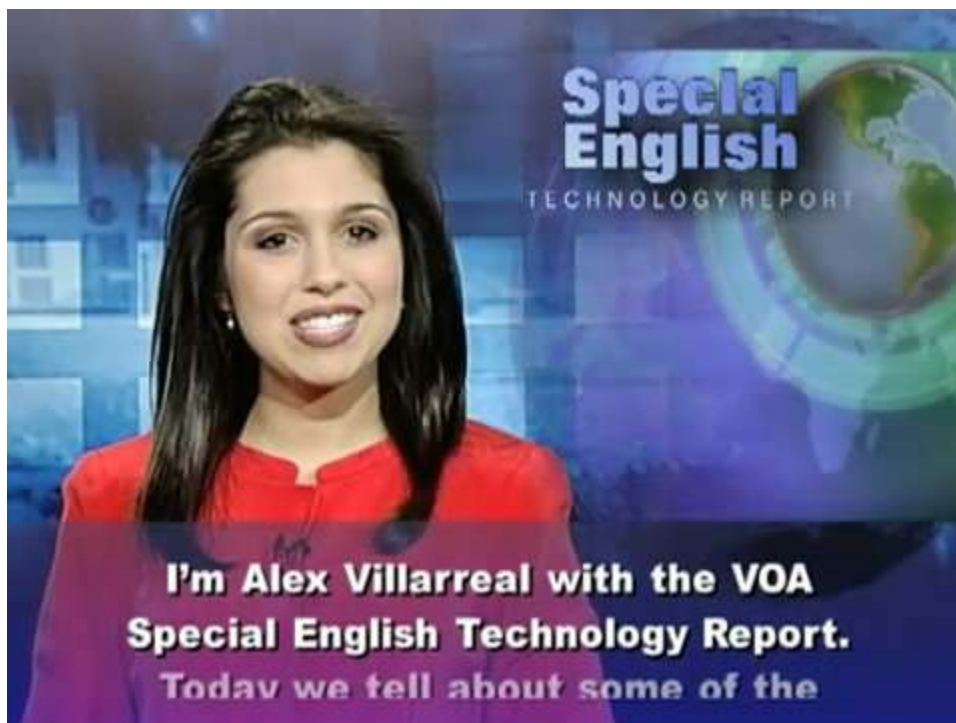 Special
English
TECHNOLOGY REPORT
I'm Alex Villarreal with the VOA
Special English Technology Report.
Today we tell about some of the